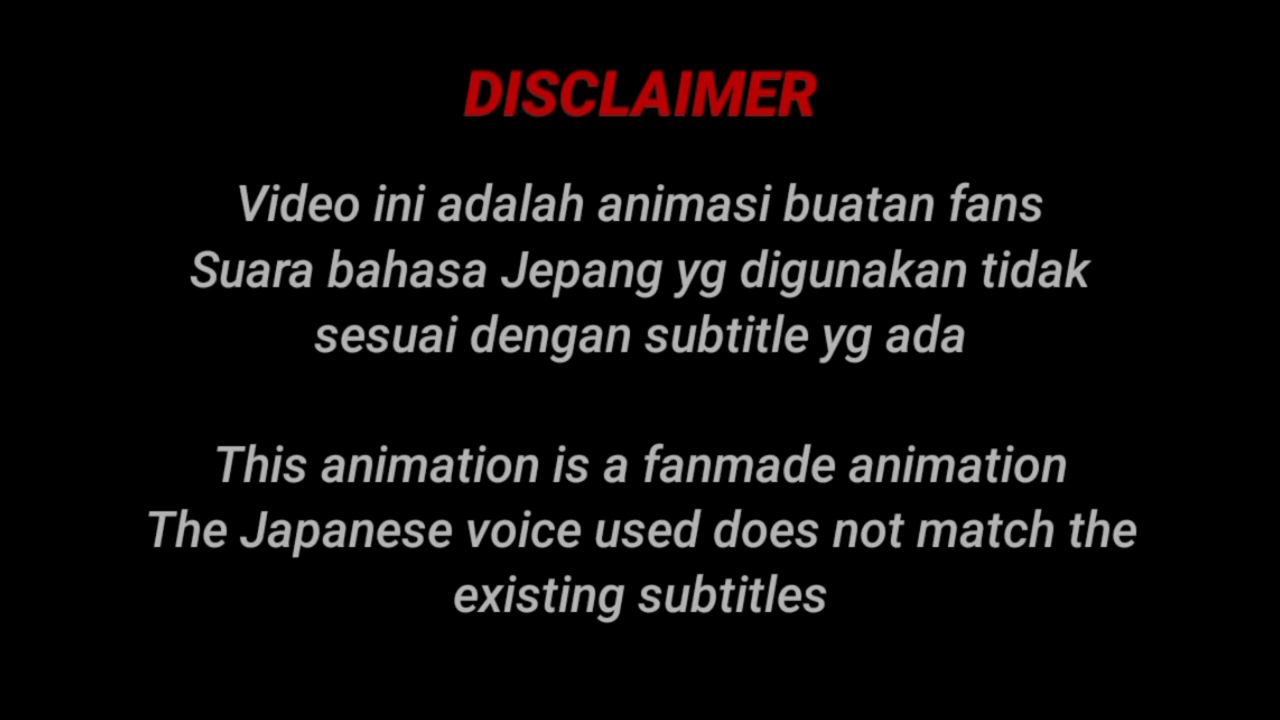 DISCLAIMER
Video ini adalah animasi buatan fans
Suara bahasa Jepang yg digunakan tidak
sesuai dengan subtitle yg ada
This animation is a fanmade animation
The Japanese voice used does not match the
existing subtitles